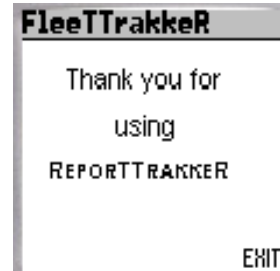 FleeTTrakkeR
Thank you for
using
REPORTTRAKKER
EXIT